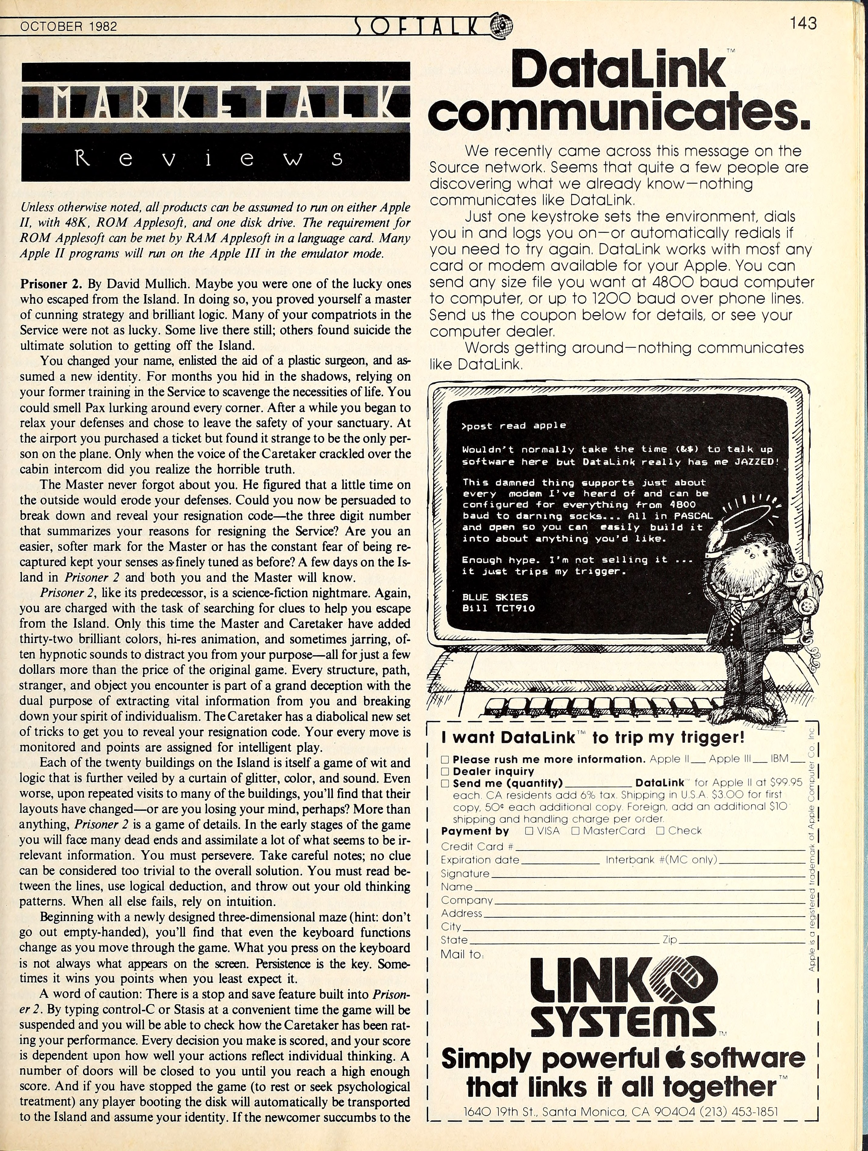 OCTOBER 1982
SOFTALK
143
MARKETALK
Reviews
Unless otherwise noted, all products can be assumed to run on either Apple
II, with 48K, ROM Applesoft, and one disk drive. The requirement for
ROM Applesoft can be met by RAM Applesoft in a language card. Many
Apple II programs will run on the Apple III in the emulator mode.
Prisoner 2. By David Mullich. Maybe you were one of the lucky ones
who escaped from the Island. In doing so, you proved yourself a master
of cunning strategy and brilliant logic. Many of your compatriots in the
Service were not as lucky. Some live there still; others found suicide the
ultimate solution to getting off the Island.
You changed your name, enlisted the aid of a plastic surgeon, and as-
sumed a new identity. For months you hid in the shadows, relying on
your former training in the Service to scavenge the necessities of life. You
could smell Pax lurking around every corner. After a while you began to
relax your defenses and chose to leave the safety of your sanctuary. At
the airport you purchased a ticket but found it strange to be the only per-
son on the plane. Only when the voice of the Caretaker crackled over the
cabin intercom did you realize the horrible truth.
The Master never forgot about you. He figured that a little time on
the outside would erode your defenses. Could you now be persuaded to
break down and reveal your resignation code—the three digit number
that summarizes your reasons for resigning the Service? Are you an
easier, softer mark for the Master or has the constant fear of being re-
captured kept your senses as finely tuned as before? A few days on the Is-
land in Prisoner 2 and both you and the Master will know.
Prisoner 2, like its predecessor, is a science-fiction nightmare. Again,
you are charged with the task of searching for clues to help you escape
from the Island. Only this time the Master and Caretaker have added
thirty-two brilliant colors, hi-res animation, and sometimes jarring, of-
ten hypnotic sounds to distract you from your purpose—all for just a few
dollars more than the price of the original game. Every structure, path,
stranger, and object you encounter is part of a grand deception with the
dual purpose of extracting vital information from you and breaking
down your spirit of individualism. The Caretaker has a diabolical new set
of tricks to get you to reveal your resignation code. Your every move is
monitored and points are assigned for intelligent play.
Each of the twenty buildings on the Island is itself a game of wit and
logic that is further veiled by a curtain of glitter, color, and sound. Even
worse, upon repeated visits to many of the buildings, you'll find that their
layouts have changed—or are you losing your mind, perhaps? More than
anything, Prisoner 2 is a game of details. In the early stages of the game
you will face many dead ends and assimilate a lot of what seems to be ir-
relevant information. You must persevere. Take careful notes; no clue
can be considered too trivial to the overall solution. You must read be-
tween the lines, use logical deduction, and throw out your old thinking
patterns. When all else fails, rely on intuition.
Beginning with a newly designed three-dimensional maze (hint: don't
go out empty-handed), you'll find that even the keyboard functions
change as you move through the game. What you press on the keyboard
is not always what appears on the screen. Persistence is the key. Some-
times it wins you points when you least expect it.
A word of caution: There is a stop and save feature built into Prison-
er 2. By typing control-C or Stasis at a convenient time the game will be
suspended and you will be able to check how the Caretaker has been rat-
ing your performance. Every decision you make is scored, and your score
is dependent upon how well your actions reflect individual thinking. A
number of doors will be closed to you until you reach a high enough
score. And if you have stopped the game (to rest or seek psychological
treatment) any player booting the disk will automatically be transported
to the Island and assume your identity. If the newcomer succumbs to the
DataLink™
communicates.
We recently came across this message on the
Source network. Seems that quite a few people are
discovering what we already know—nothing
communicates like DataLink.
Just one keystroke sets the environment, dials
you in and logs you on—or automatically redials if
you need to try again. DataLink works with most any
card or modem available for your Apple. You can
send any size file you want at 4800 baud computer
to computer, or up to 1200 baud over phone lines.
Send us the coupon below for details, or see your
computer dealer.
Words getting around—nothing communicates
like DataLink.
>post read apple
Wouldn't normally take the time (&$) to talk up
software here but DataLink really has me JAZZED!
This damned thing supports just about
every modem I've heard of and can be
configured for everything from 4800
baud to darning socks... All in PASCAL
and open so you can easily build it
into about anything you'd like.
Enough hype. I'm not selling it ...
it just trips my trigger.
BLUE SKIES
Bill TCT910
I want DataLink™ to trip my trigger!
□ Please rush me more information. Apple II__ Apple III__ IBM__
□ Dealer inquiry
□ Send me (quantity)________ DataLink™ for Apple II at $99.95
each. CA residents add 6% tax. Shipping in U.S.A. $3.00 for first
copy, 50¢ each additional copy. Foreign, add an additional $10
shipping and handling charge per order.
Payment by □ VISA □ MasterCard □ Check
Credit Card #
Expiration date__________ Interbank #(MC only)__________
Signature
Name
Company
Address
City
State__________ Zip__________
Mail to:
Apple is a registered trademark of Apple Computer Co. Inc.
LINK
SYSTEMS™
Simply powerful software
that links it all together™
1640 19th St., Santa Monica, CA 90404 (213) 453-1851